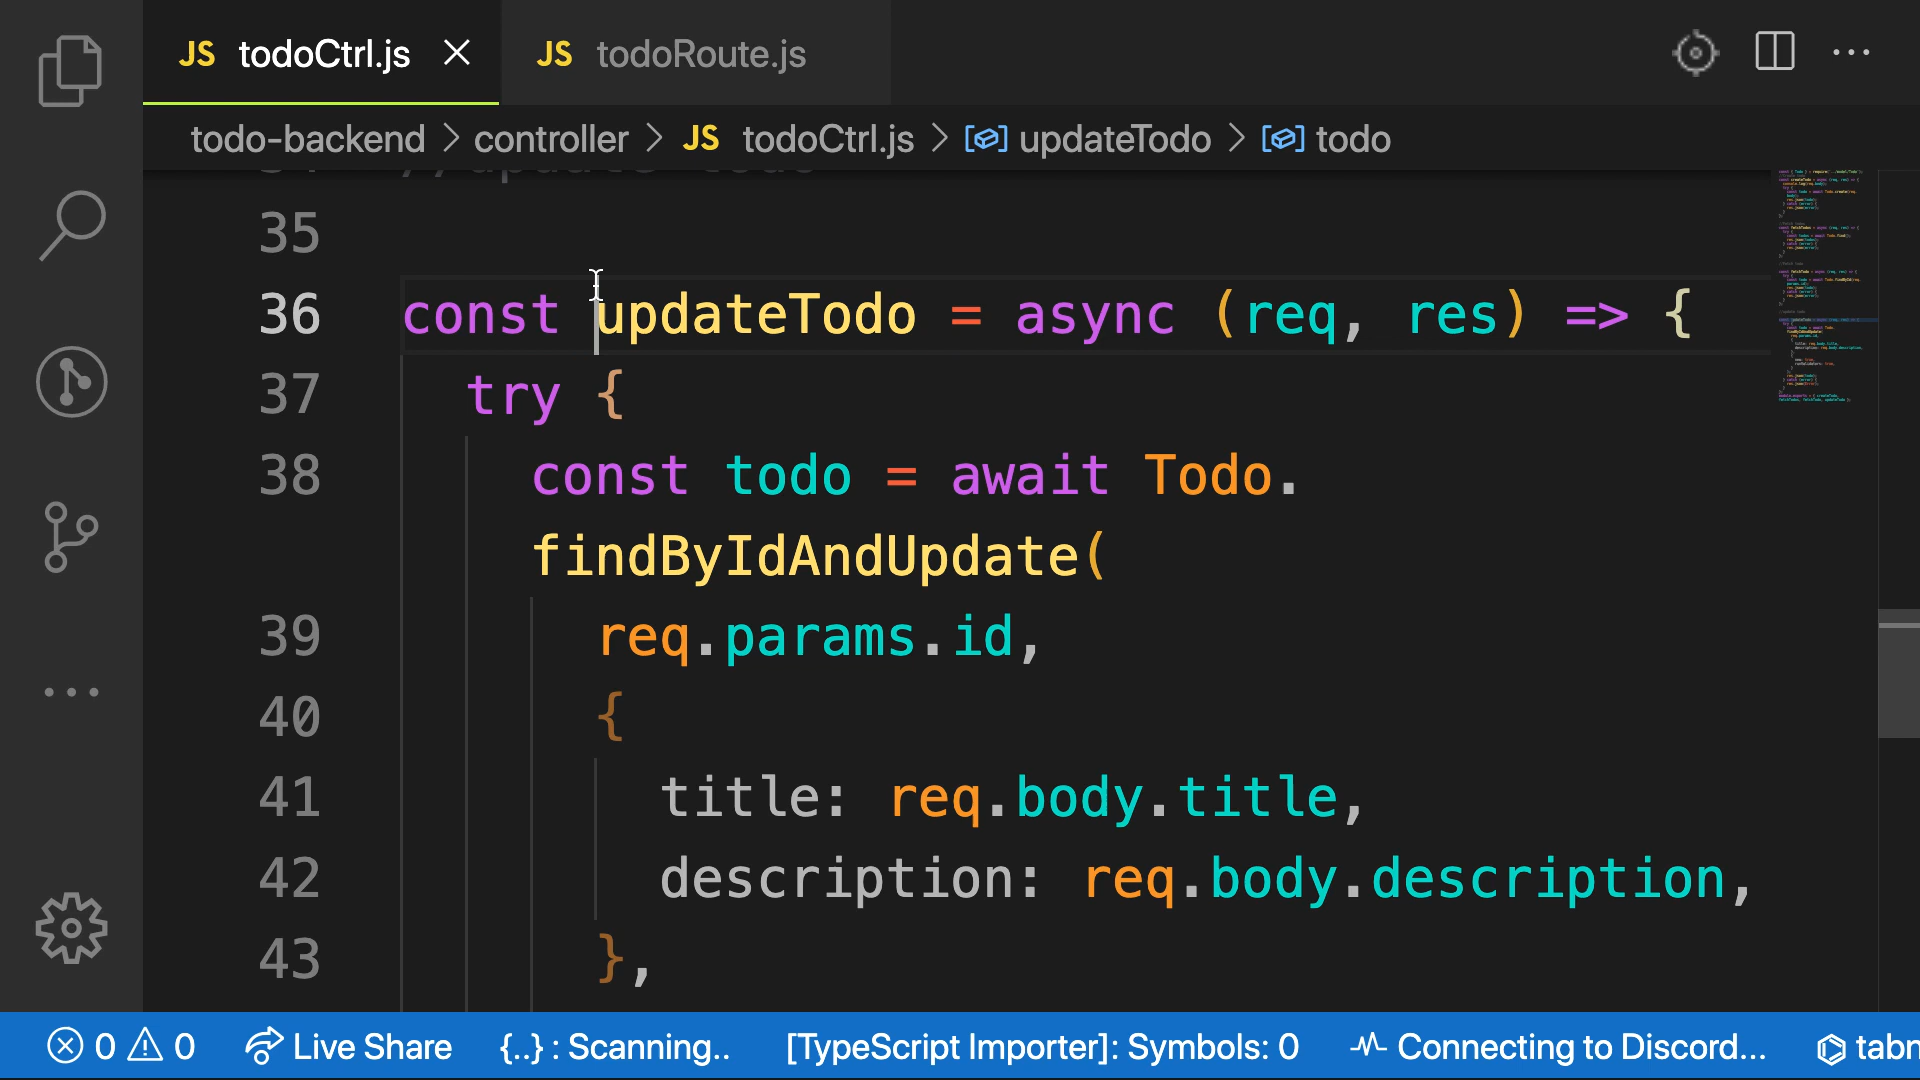 JS todoCtrl.js
JS todoRoute.js
todo-backend > controller > JS todoCtrl.js > updateTodo > todo
35
36 const updateTodo = async (req, res) => {
37 try {
38 const todo = await Todo.
findByIdAndUpdate(
39 req.params.id,
40 {
41 title: req.body.title,
42 description: req.body.description,
43 },
0 0 Live Share {..} : Scanning.. [TypeScript Importer]: Symbols: 0 Connecting to Discord... tabn